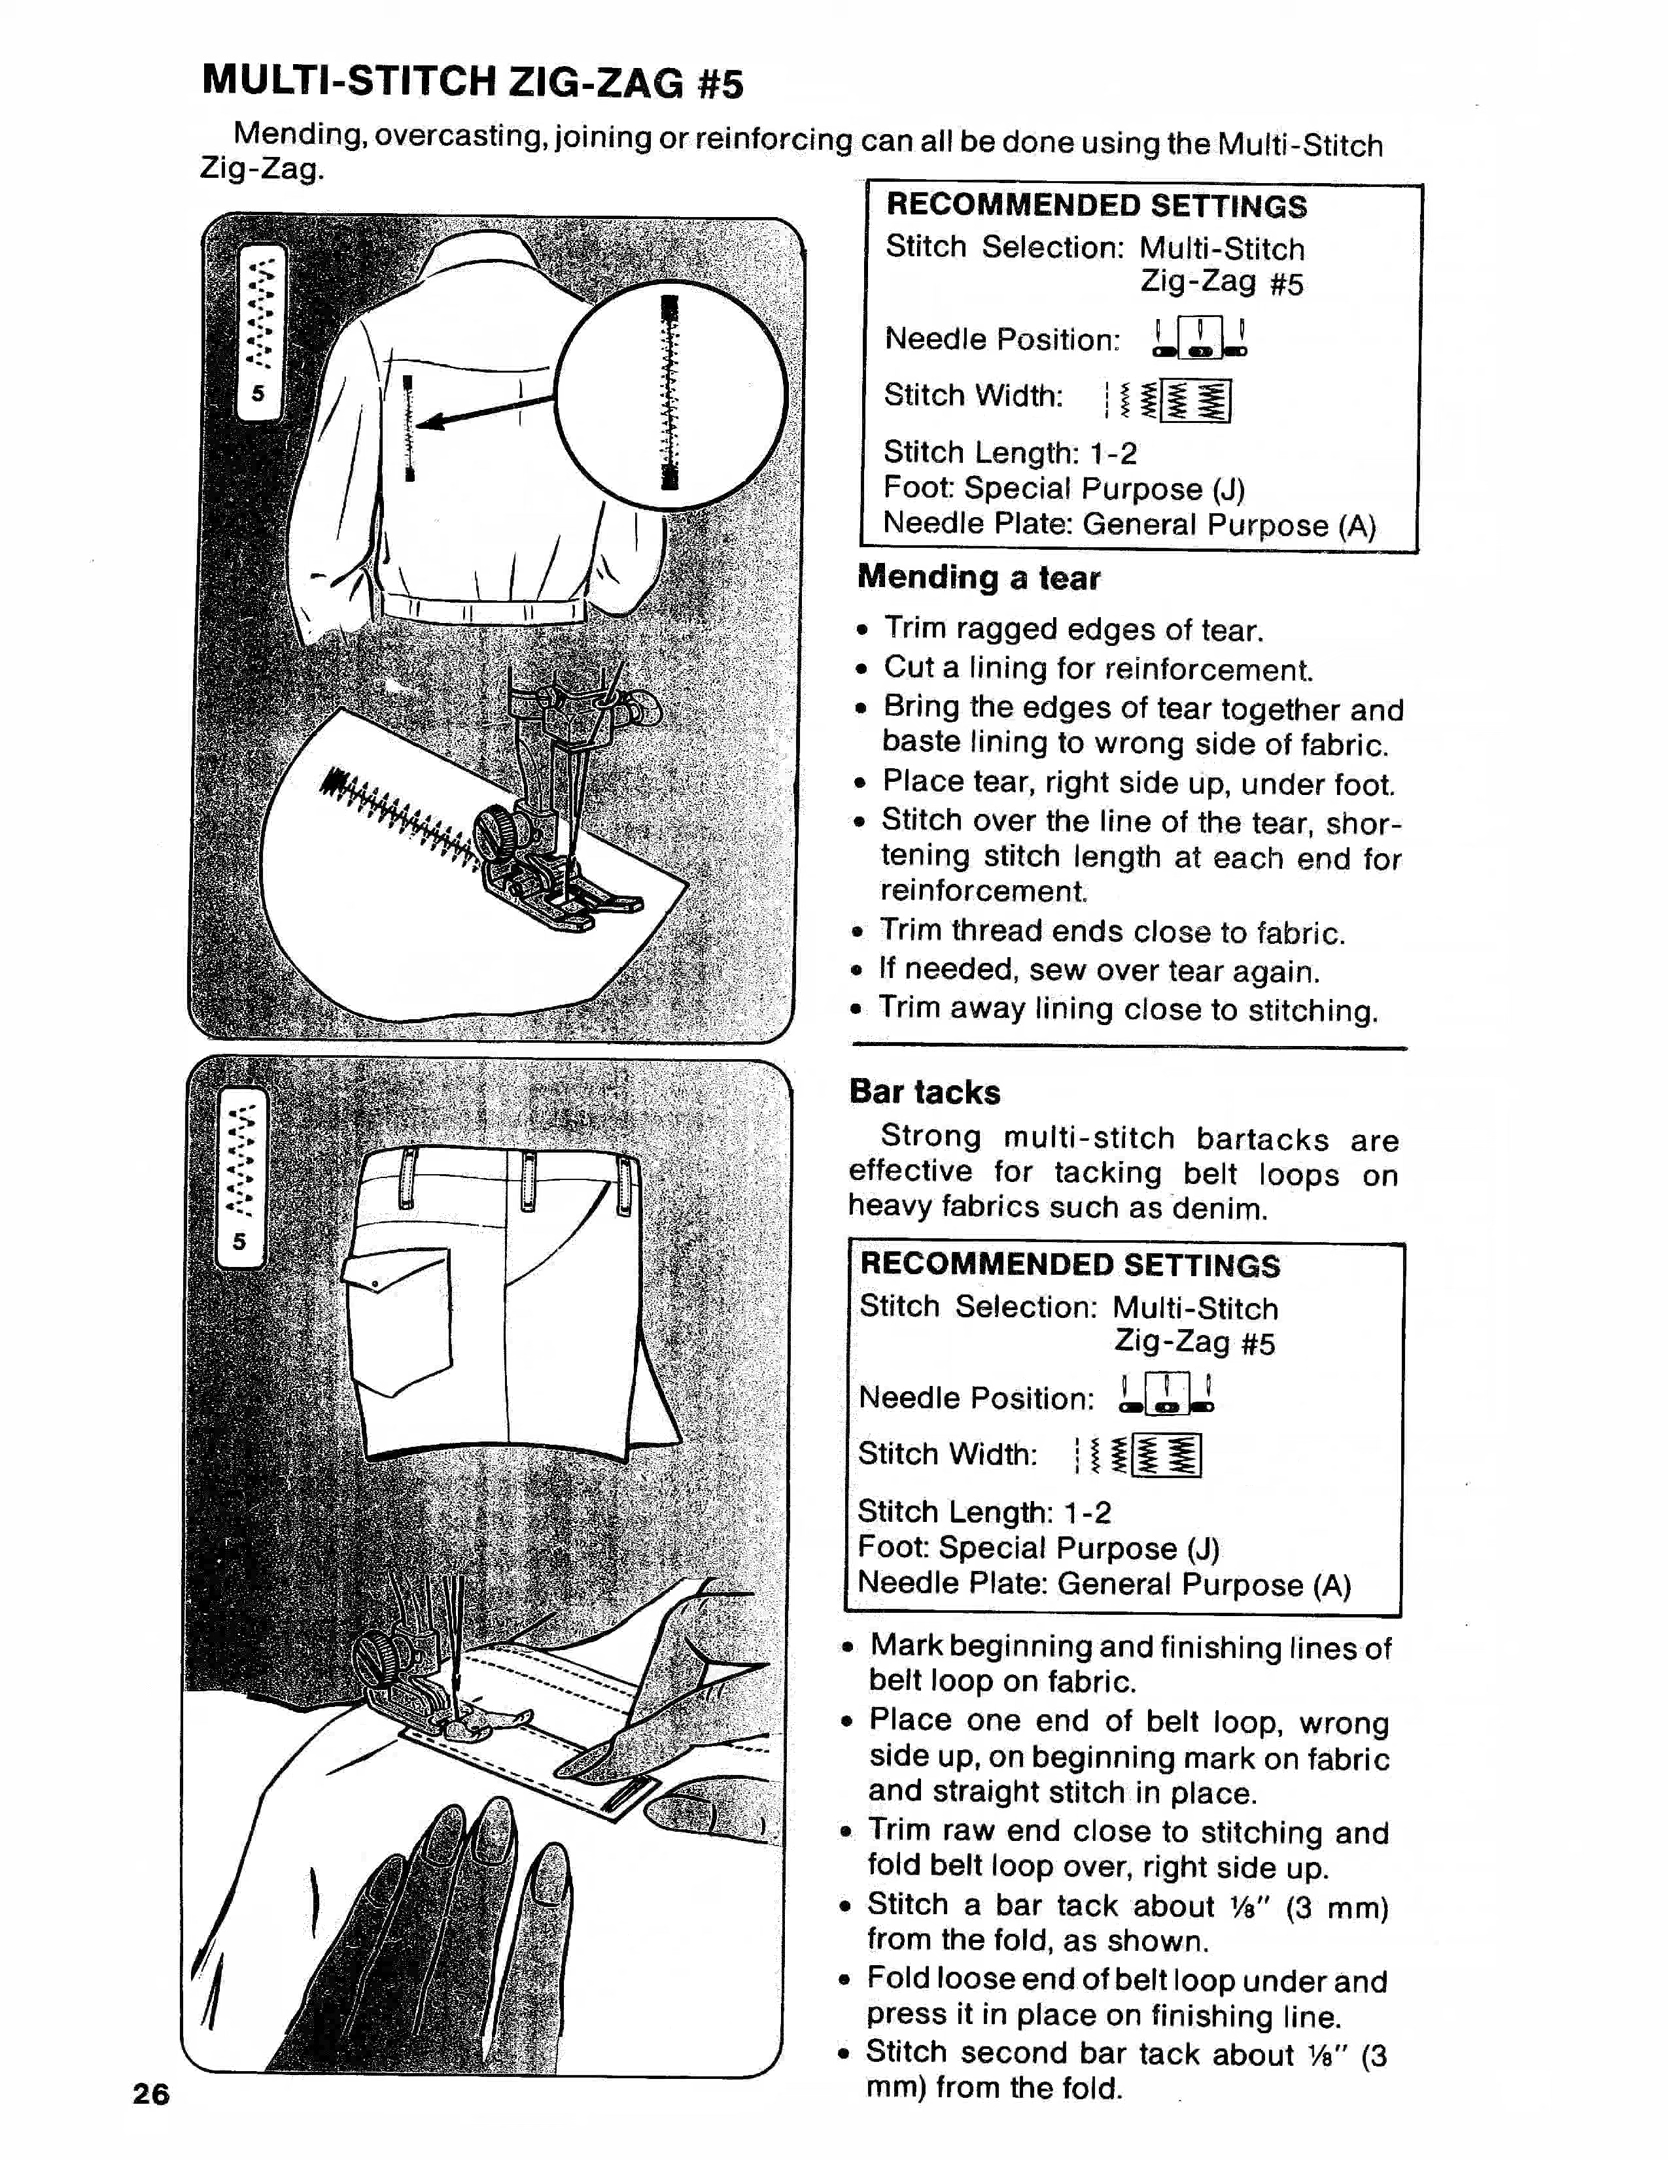 MULTI-STITCH ZIG-ZAG #5
Mending, overcasting, joining or reinforcing can all be done using the Multi-Stitch
Zig-Zag.
5
RECOMMENDED SETTINGS
Stitch Selection: Multi-Stitch
Zig-Zag #5
Needle Position:
Stitch Width:
Stitch Length: 1-2
Foot: Special Purpose (J)
Needle Plate: General Purpose (A)
Mending a tear
• Trim ragged edges of tear.
• Cut a lining for reinforcement.
• Bring the edges of tear together and
baste lining to wrong side of fabric.
• Place tear, right side up, under foot.
• Stitch over the line of the tear, shor-
tening stitch length at each end for
reinforcement.
• Trim thread ends close to fabric.
• If needed, sew over tear again.
• Trim away lining close to stitching.
5
Bar tacks
Strong multi-stitch bartacks are
effective for tacking belt loops on
heavy fabrics such as denim.
RECOMMENDED SETTINGS
Stitch Selection: Multi-Stitch
Zig-Zag #5
Needle Position:
Stitch Width:
Stitch Length: 1-2
Foot: Special Purpose (J)
Needle Plate: General Purpose (A)
• Mark beginning and finishing lines of
belt loop on fabric.
• Place one end of belt loop, wrong
side up, on beginning mark on fabric
and straight stitch in place.
• Trim raw end close to stitching and
fold belt loop over, right side up.
• Stitch a bar tack about ⅛" (3 mm)
from the fold, as shown.
• Fold loose end of belt loop under and
press it in place on finishing line.
• Stitch second bar tack about ⅛" (3
mm) from the fold.
26